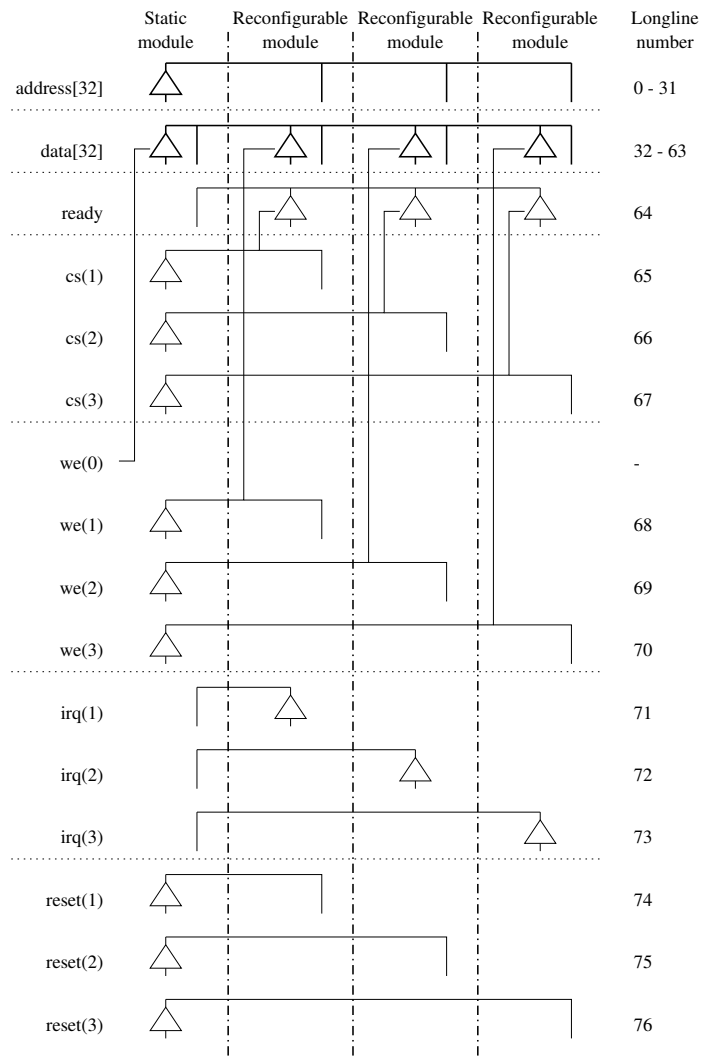 Static Reconfigurable Reconfigurable Reconfigurable Longline
module module module module number
address[32] 0 - 31
data[32] 32 - 63
ready 64
cs(1) 65
cs(2) 66
cs(3) 67
we(0) -
we(1) 68
we(2) 69
we(3) 70
irq(1) 71
irq(2) 72
irq(3) 73
reset(1) 74
reset(2) 75
reset(3) 76